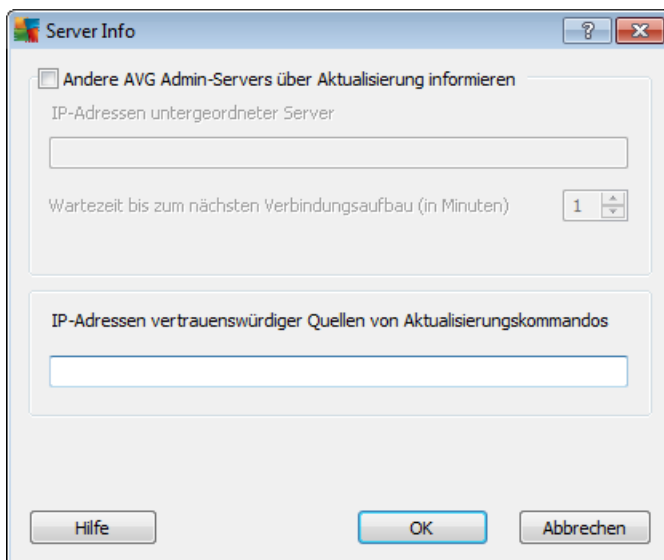 Server Info
Andere AVG Admin-Servers über Aktualisierung informieren
IP-Adressen untergeordneter Server
Wartezeit bis zum nächsten Verbindungsaufbau (in Minuten) 1
IP-Adressen vertrauenswürdiger Quellen von Aktualisierungskommandos
Hilfe OK Abbrechen